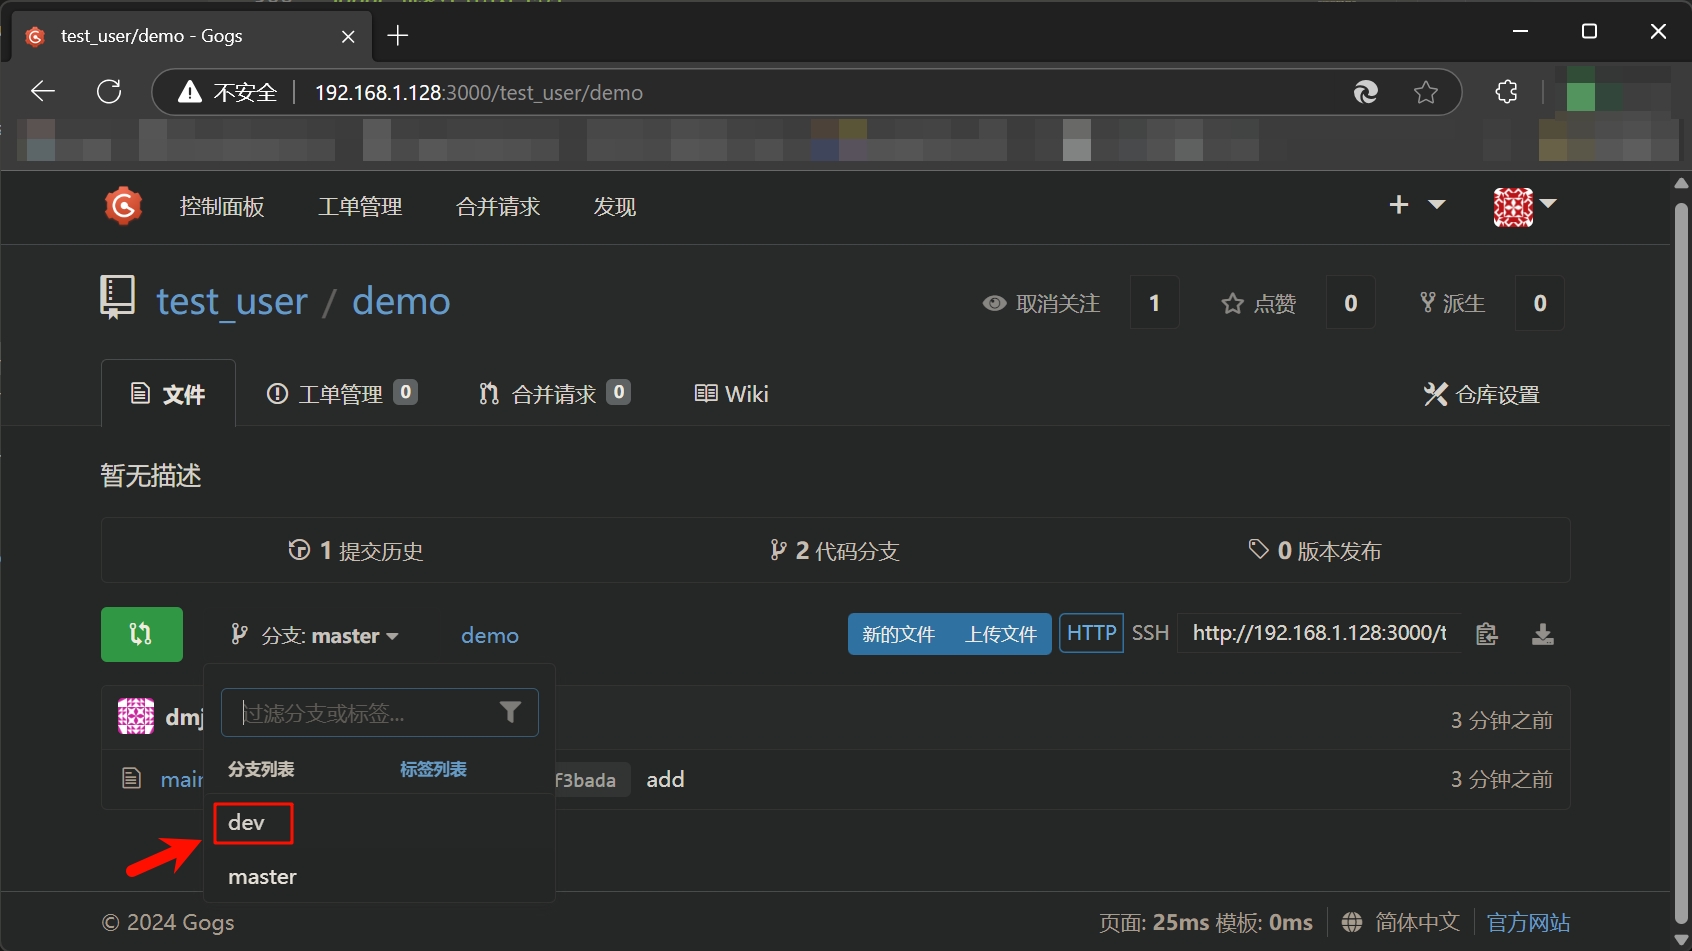 test_user/demo - Gogs
不安全 192.168.1.128:3000/test_user/demo
控制面板 工单管理 合并请求 发现
test_user / demo
取消关注 1 点赞 0 派生 0
文件 工单管理 0 合并请求 0 Wiki 仓库设置
暂无描述
1 提交历史 2 代码分支 0 版本发布
分支: master demo 新的文件 上传文件 HTTP SSH http://192.168.1.128:3000/t
过滤分支或标签...
dmj 3 分钟之前
分支列表 标签列表
main f3bada add 3 分钟之前
dev
master
© 2024 Gogs 页面: 25ms 模板: 0ms 简体中文 官方网站